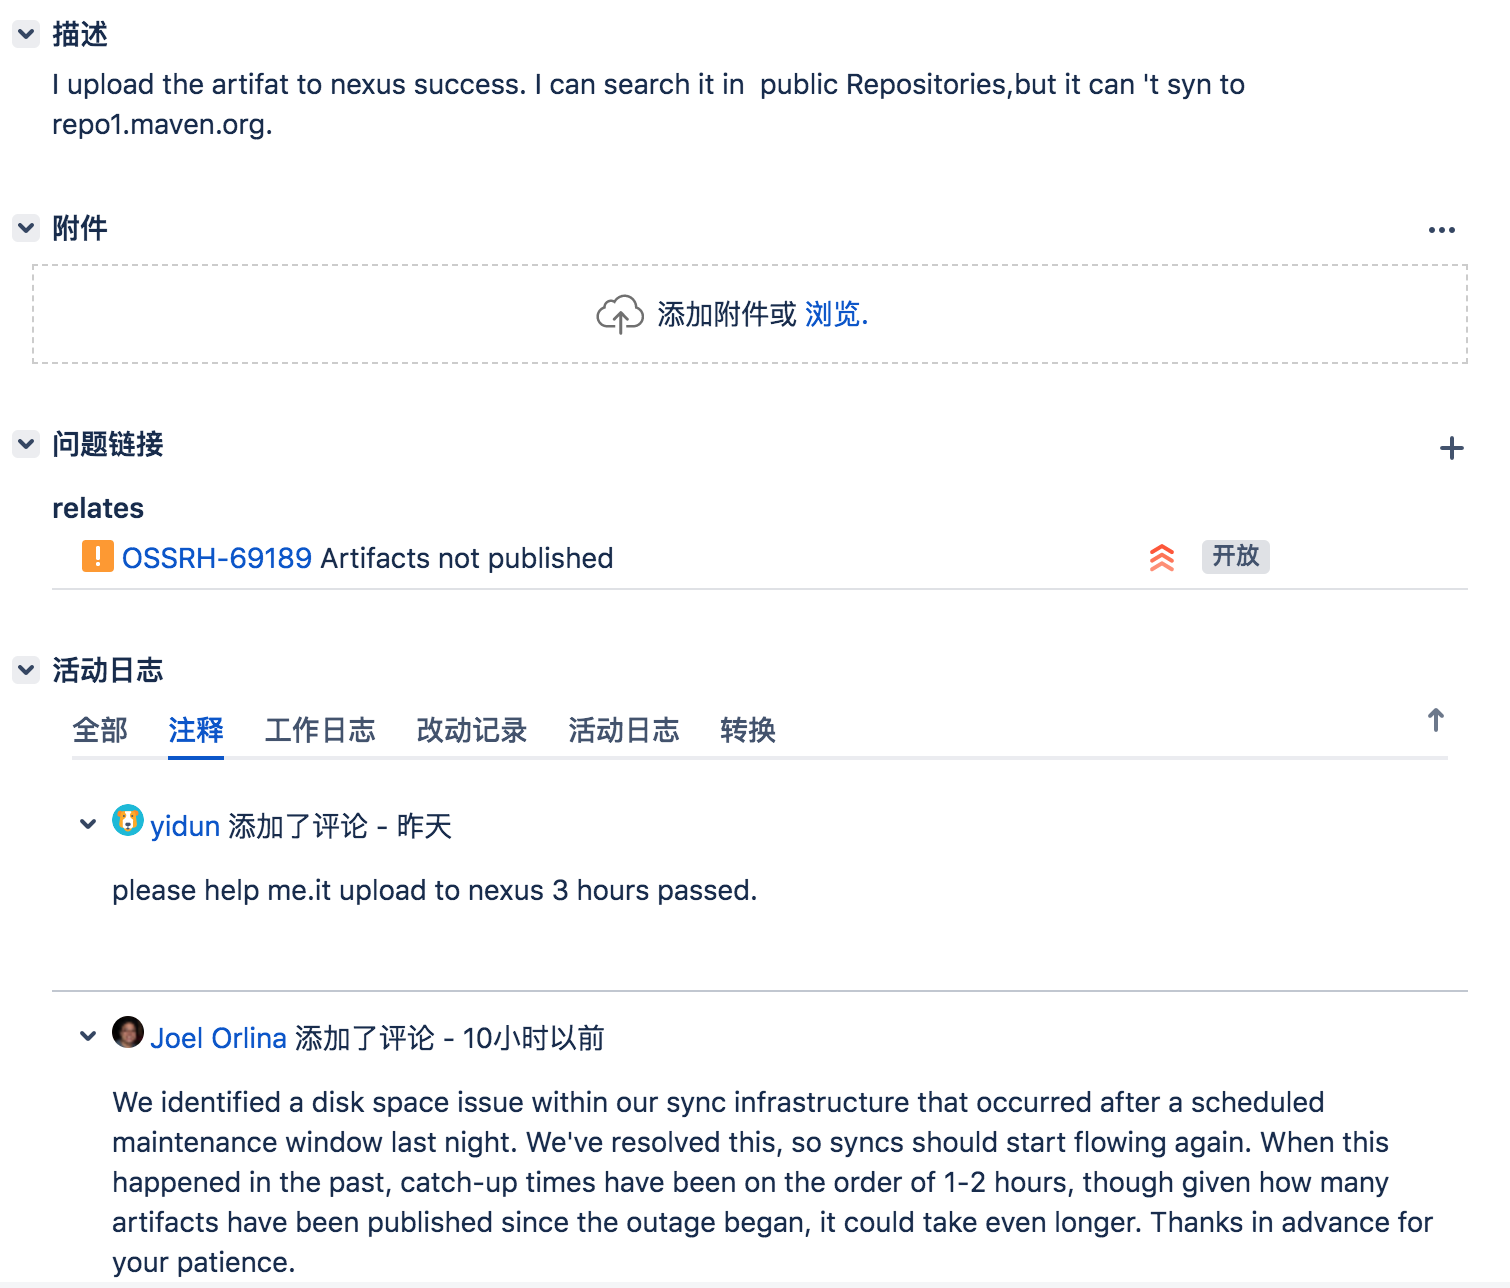 描述
I upload the artifat to nexus success. I can search it in  public Repositories,but it can 't syn to
repo1.maven.org.
附件
添加附件或 浏览.
问题链接
relates
OSSRH-69189 Artifacts not published 开放
活动日志
全部 注释 工作日志 改动记录 活动日志 转换
yidun 添加了评论 - 昨天
please help me.it upload to nexus 3 hours passed.
Joel Orlina 添加了评论 - 10小时以前
We identified a disk space issue within our sync infrastructure that occurred after a scheduled
maintenance window last night. We've resolved this, so syncs should start flowing again. When this
happened in the past, catch-up times have been on the order of 1-2 hours, though given how many
artifacts have been published since the outage began, it could take even longer. Thanks in advance for
your patience.